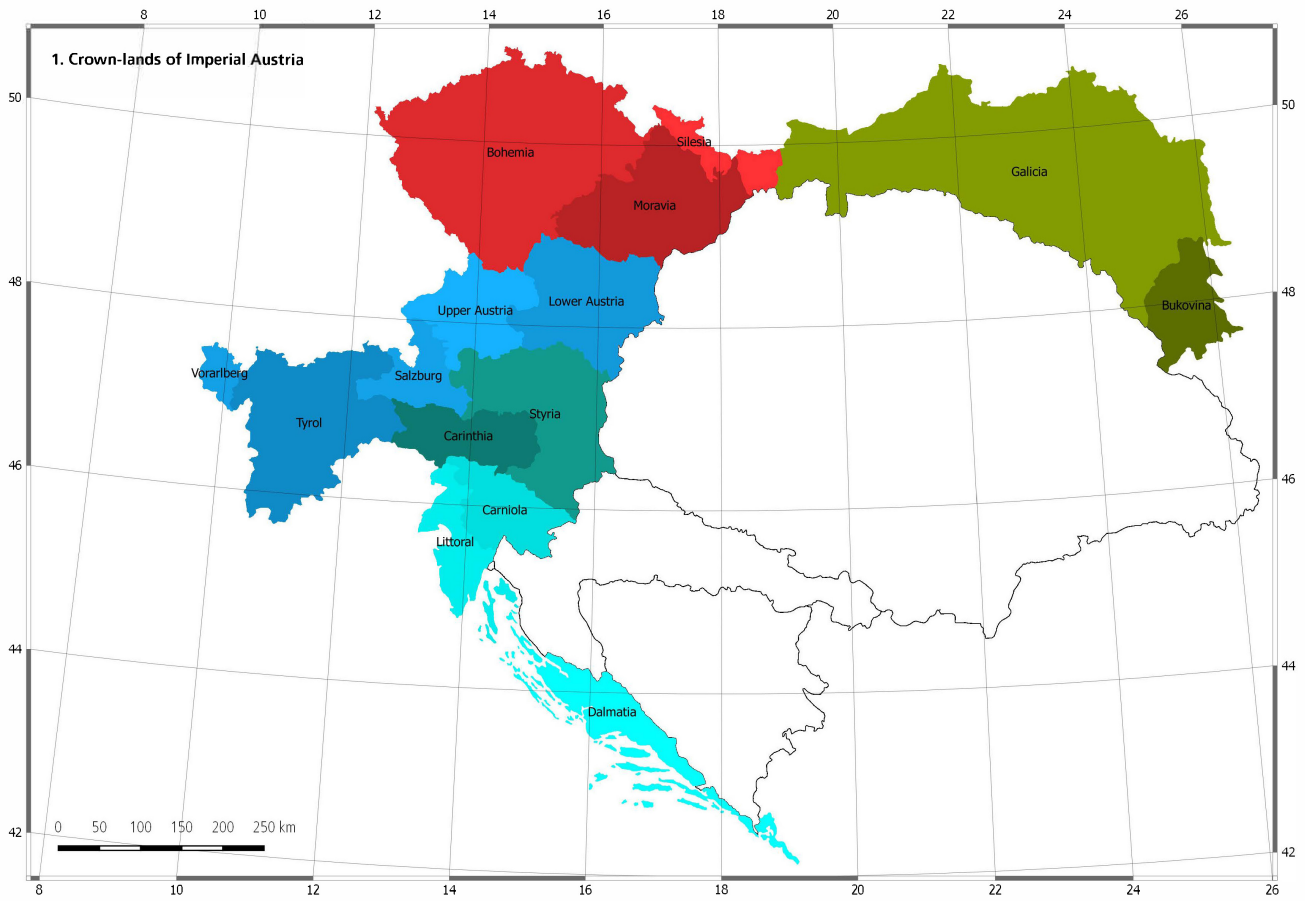 8 10 12 14 16 18 20 22 24 26
1. Crown-lands of Imperial Austria
50 50
Bohemia
Silesia
Galicia
Moravia
48 48
Upper Austria
Lower Austria
Bukovina
Vorarlberg
Salzburg
Tyrol
Styria
Carinthia
46 46
Carniola
Littoral
44 44
Dalmatia
0 50 100 150 200 250 km
42 42
8 10 12 14 16 18 20 22 24 26